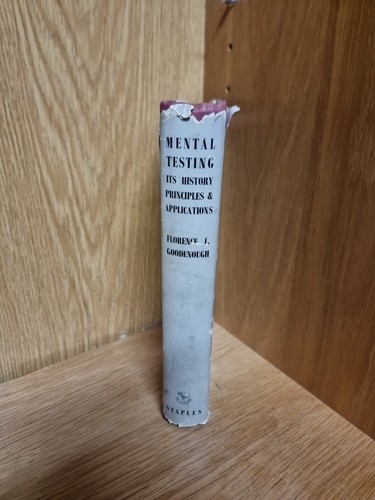 MENTAL
TESTING
ITS HISTORY
PRINCIPLES &
APPLICATIONS
FLORENCE L.
GOODENOUGH
STAPLES